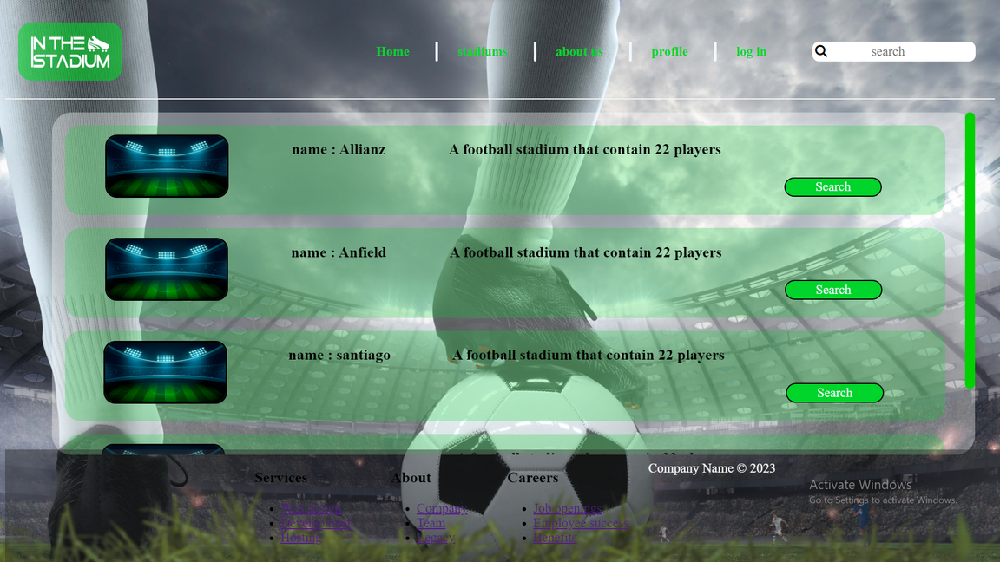 IN THE
STADIUM
Home
stadiums
about us
profile
log in
search
name : Allianz
A football stadium that contain 22 players
Search
name : Anfield
A football stadium that contain 22 players
Search
name : santiago
A football stadium that contain 22 players
Search
Services
Web design
Development
Hosting
About
Company
Team
Legacy
Careers
Job openings
Employee success
Benefits
Company Name © 2023
Activate Windows
Go to Settings to activate Windows.